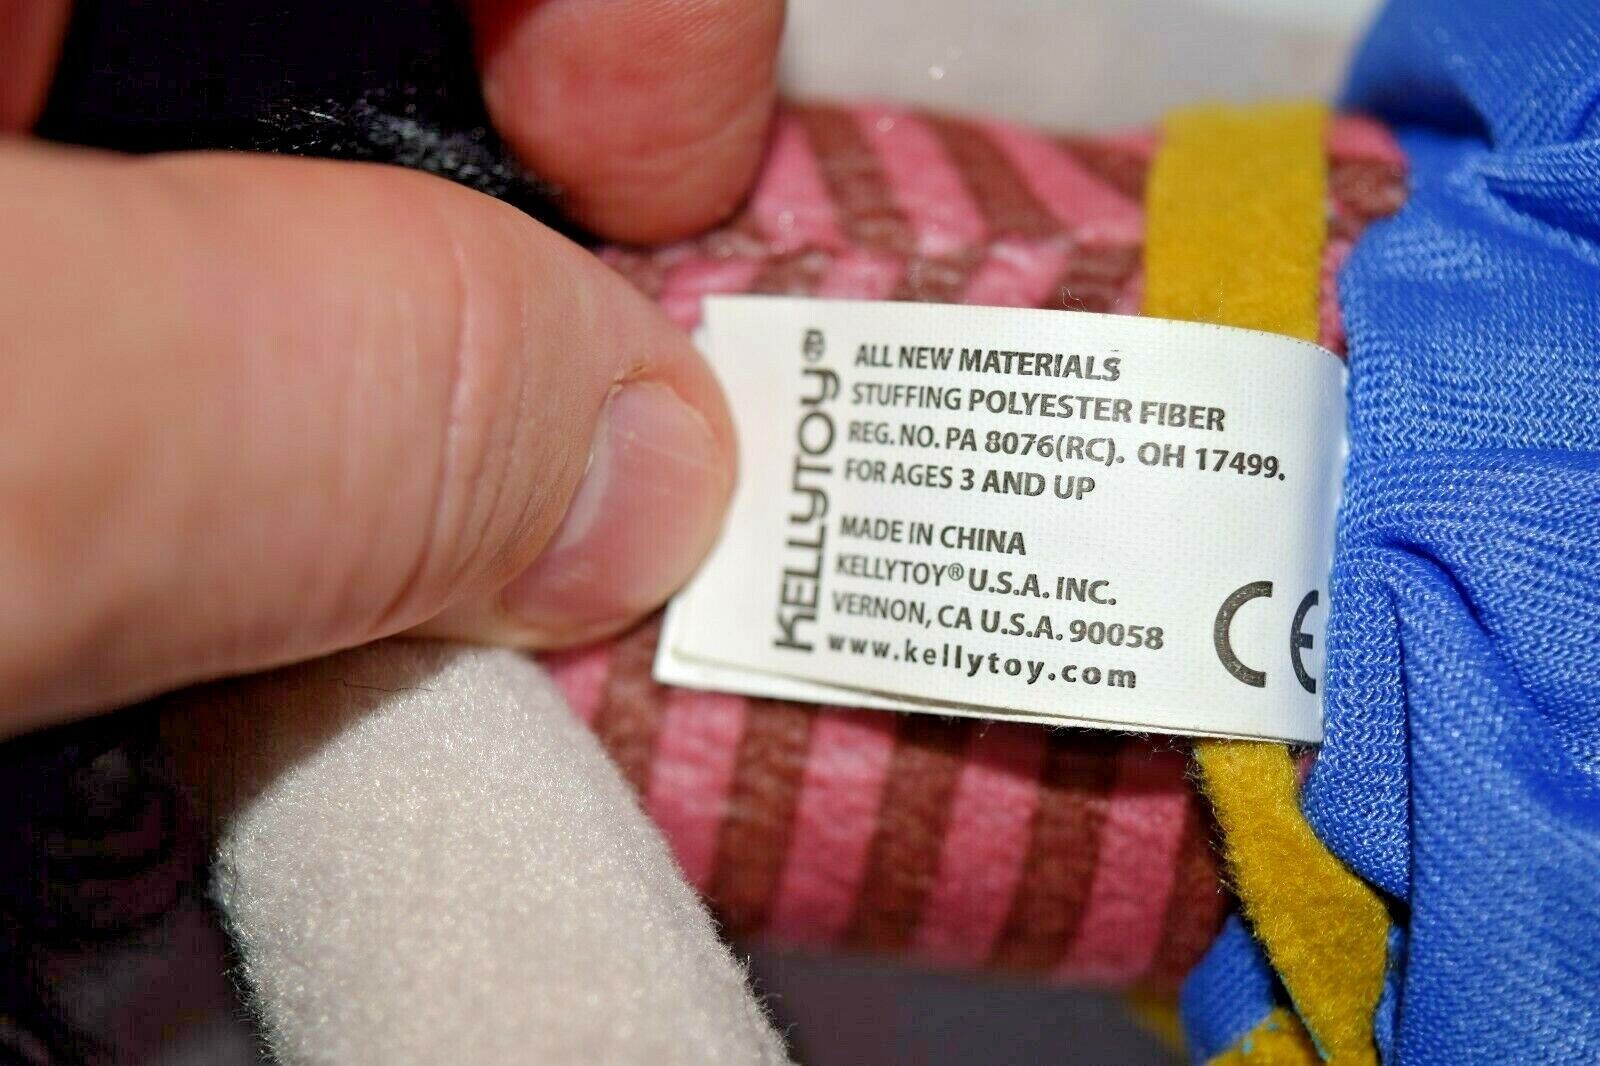 KELLYTOY®
ALL NEW MATERIALS
STUFFING POLYESTER FIBER
REG. NO. PA 8076(RC). OH 17499.
FOR AGES 3 AND UP
MADE IN CHINA
KELLYTOY® U.S.A. INC.
VERNON, CA U.S.A. 90058
www.kellytoy.com
CE